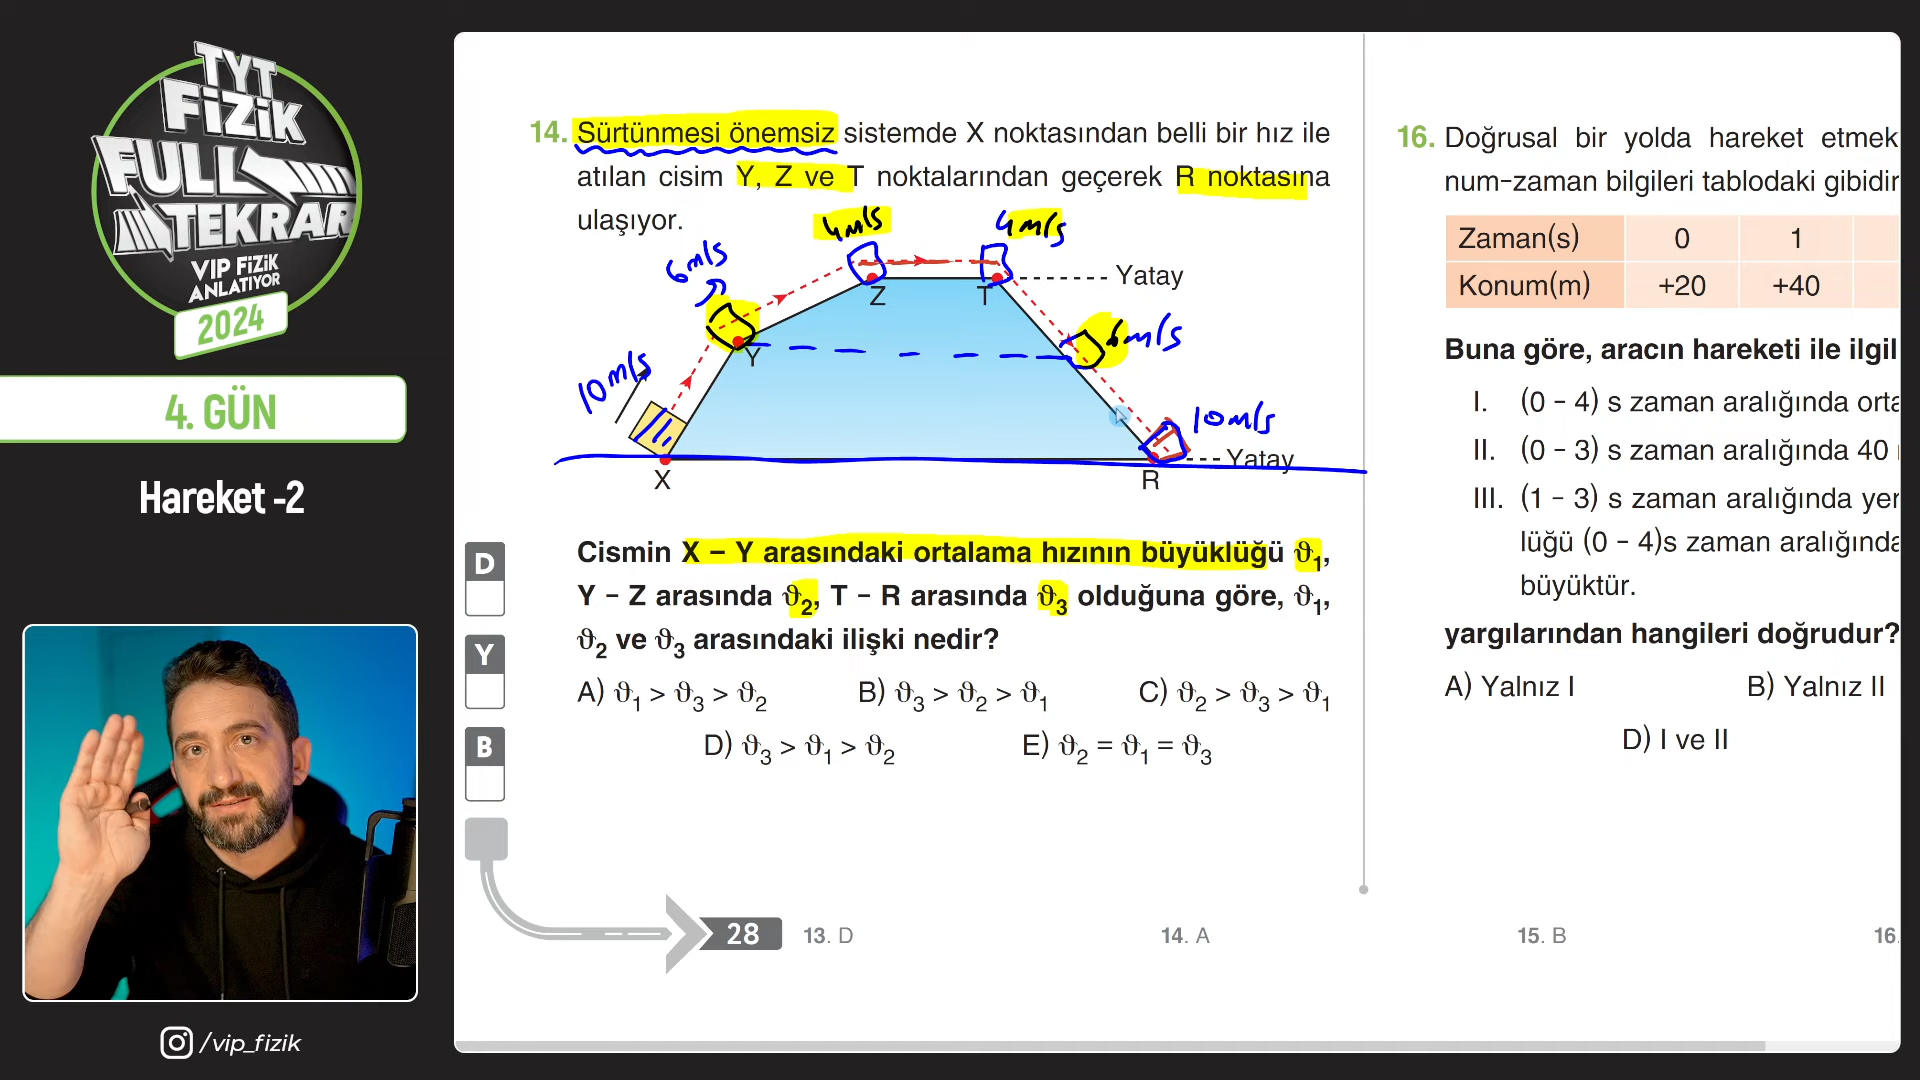 TYT
FiZiK
FULL
TEKRAR
VIP FiZiK
ANLATIYOR
2024
4. GÜN
Hareket -2
/vip_fizik
14. Sürtünmesi önemsiz sistemde X noktasından belli bir hız ile
atılan cisim Y, Z ve T noktalarından geçerek R noktasına
ulaşıyor.
4m/s
4m/s
6m/s
Z
T
Yatay
Y
6m/s
10m/s
10m/s
Yatay
X
R
Cismin X – Y arasındaki ortalama hızının büyüklüğü ϑ1,
Y – Z arasında ϑ2, T – R arasında ϑ3 olduğuna göre, ϑ1,
ϑ2 ve ϑ3 arasındaki ilişki nedir?
A) ϑ1 > ϑ3 > ϑ2
B) ϑ3 > ϑ2 > ϑ1
C) ϑ2 > ϑ3 > ϑ1
D) ϑ3 > ϑ1 > ϑ2
E) ϑ2 = ϑ1 = ϑ3
D
Y
B
28
13. D
14. A
15. B
16.
16. Doğrusal bir yolda hareket etmek
num-zaman bilgileri tablodaki gibidir
Zaman(s) 0 1
Konum(m) +20 +40
Buna göre, aracın hareketi ile ilgil
I. (0 - 4) s zaman aralığında orta
II. (0 - 3) s zaman aralığında 40
III. (1 - 3) s zaman aralığında yer
lüğü (0 - 4)s zaman aralığında
büyüktür.
yargılarından hangileri doğrudur?
A) Yalnız I
B) Yalnız II
D) I ve II